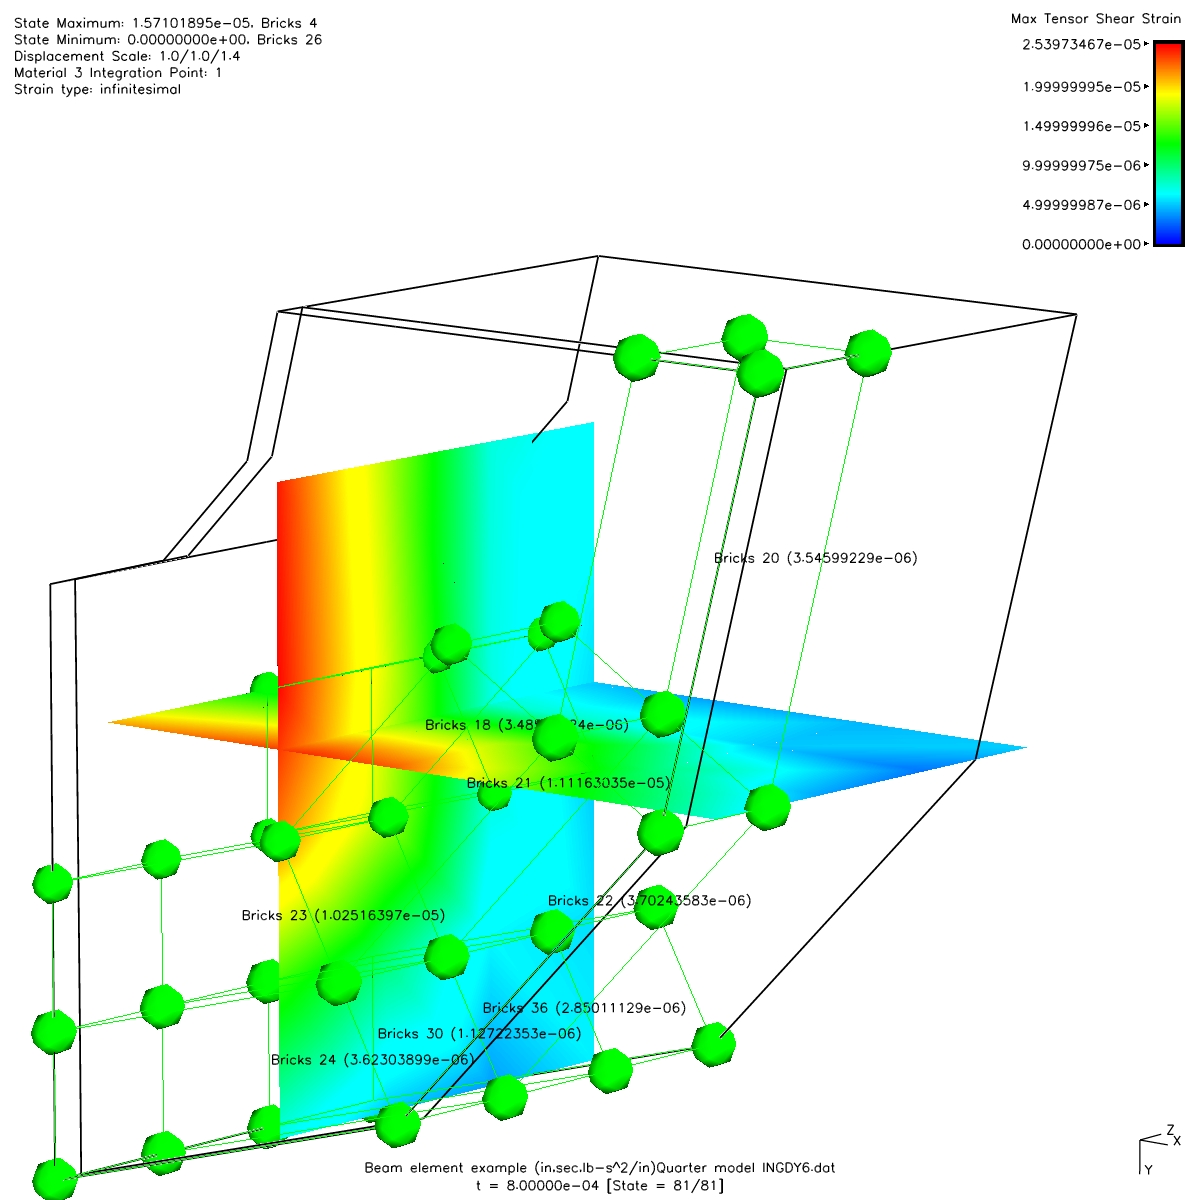 State Maximum: 1.57101895e-05, Bricks 4
State Minimum: 0.00000000e+00, Bricks 26
Displacement Scale: 1.0/1.0/1.4
Material 3 Integration Point: 1
Strain type: infinitesimal
Max Tensor Shear Strain
2.53973467e-05
1.99999995e-05
1.49999996e-05
9.99999975e-06
4.99999987e-06
0.00000000e+00
Bricks 20 (3.54599229e-06)
Bricks 18
Bricks 21 (1.11163035e-05)
Bricks 22 (3.70243583e-06)
Bricks 23 (1.02516397e-05)
Bricks 36 (2.85011129e-06)
Bricks 30 (1.12722353e-06)
Bricks 24 (3.62303899e-06)
Z
X
Y
Beam element example (in.sec.lb-s^2/in)Quarter model INGDY6.dat
t = 8.00000e-04 [State = 81/81]